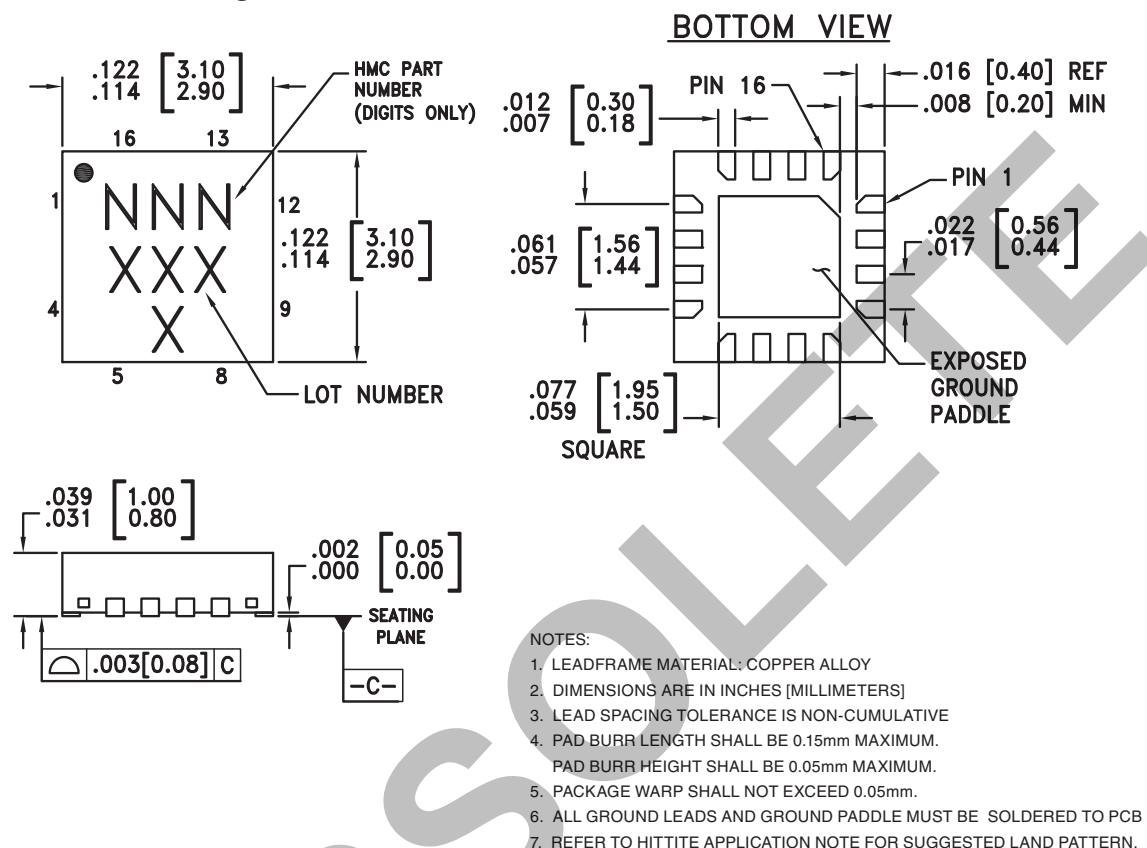 BOTTOM VIEW
.122 [3.10]
.114 [2.90]
HMC PART
NUMBER
(DIGITS ONLY)
16 13
1
12
4
9
5 8
NNN
XXX
X
.122 [3.10]
.114 [2.90]
LOT NUMBER
.012 [0.30]
.007 [0.18]
PIN 16
.016 [0.40] REF
.008 [0.20] MIN
PIN 1
.022 [0.56]
.017 [0.44]
.061 [1.56]
.057 [1.44]
.077 [1.95]
.059 [1.50]
SQUARE
EXPOSED
GROUND
PADDLE
.039 [1.00]
.031 [0.80]
.002 [0.05]
.000 [0.00]
SEATING
PLANE
.003[0.08] C
-C-
NOTES:
1. LEADFRAME MATERIAL: COPPER ALLOY
2. DIMENSIONS ARE IN INCHES [MILLIMETERS]
3. LEAD SPACING TOLERANCE IS NON-CUMULATIVE
4. PAD BURR LENGTH SHALL BE 0.15mm MAXIMUM.
PAD BURR HEIGHT SHALL BE 0.05mm MAXIMUM.
5. PACKAGE WARP SHALL NOT EXCEED 0.05mm.
6. ALL GROUND LEADS AND GROUND PADDLE MUST BE SOLDERED TO PCB
7. REFER TO HITTITE APPLICATION NOTE FOR SUGGESTED LAND PATTERN.
SOLETE